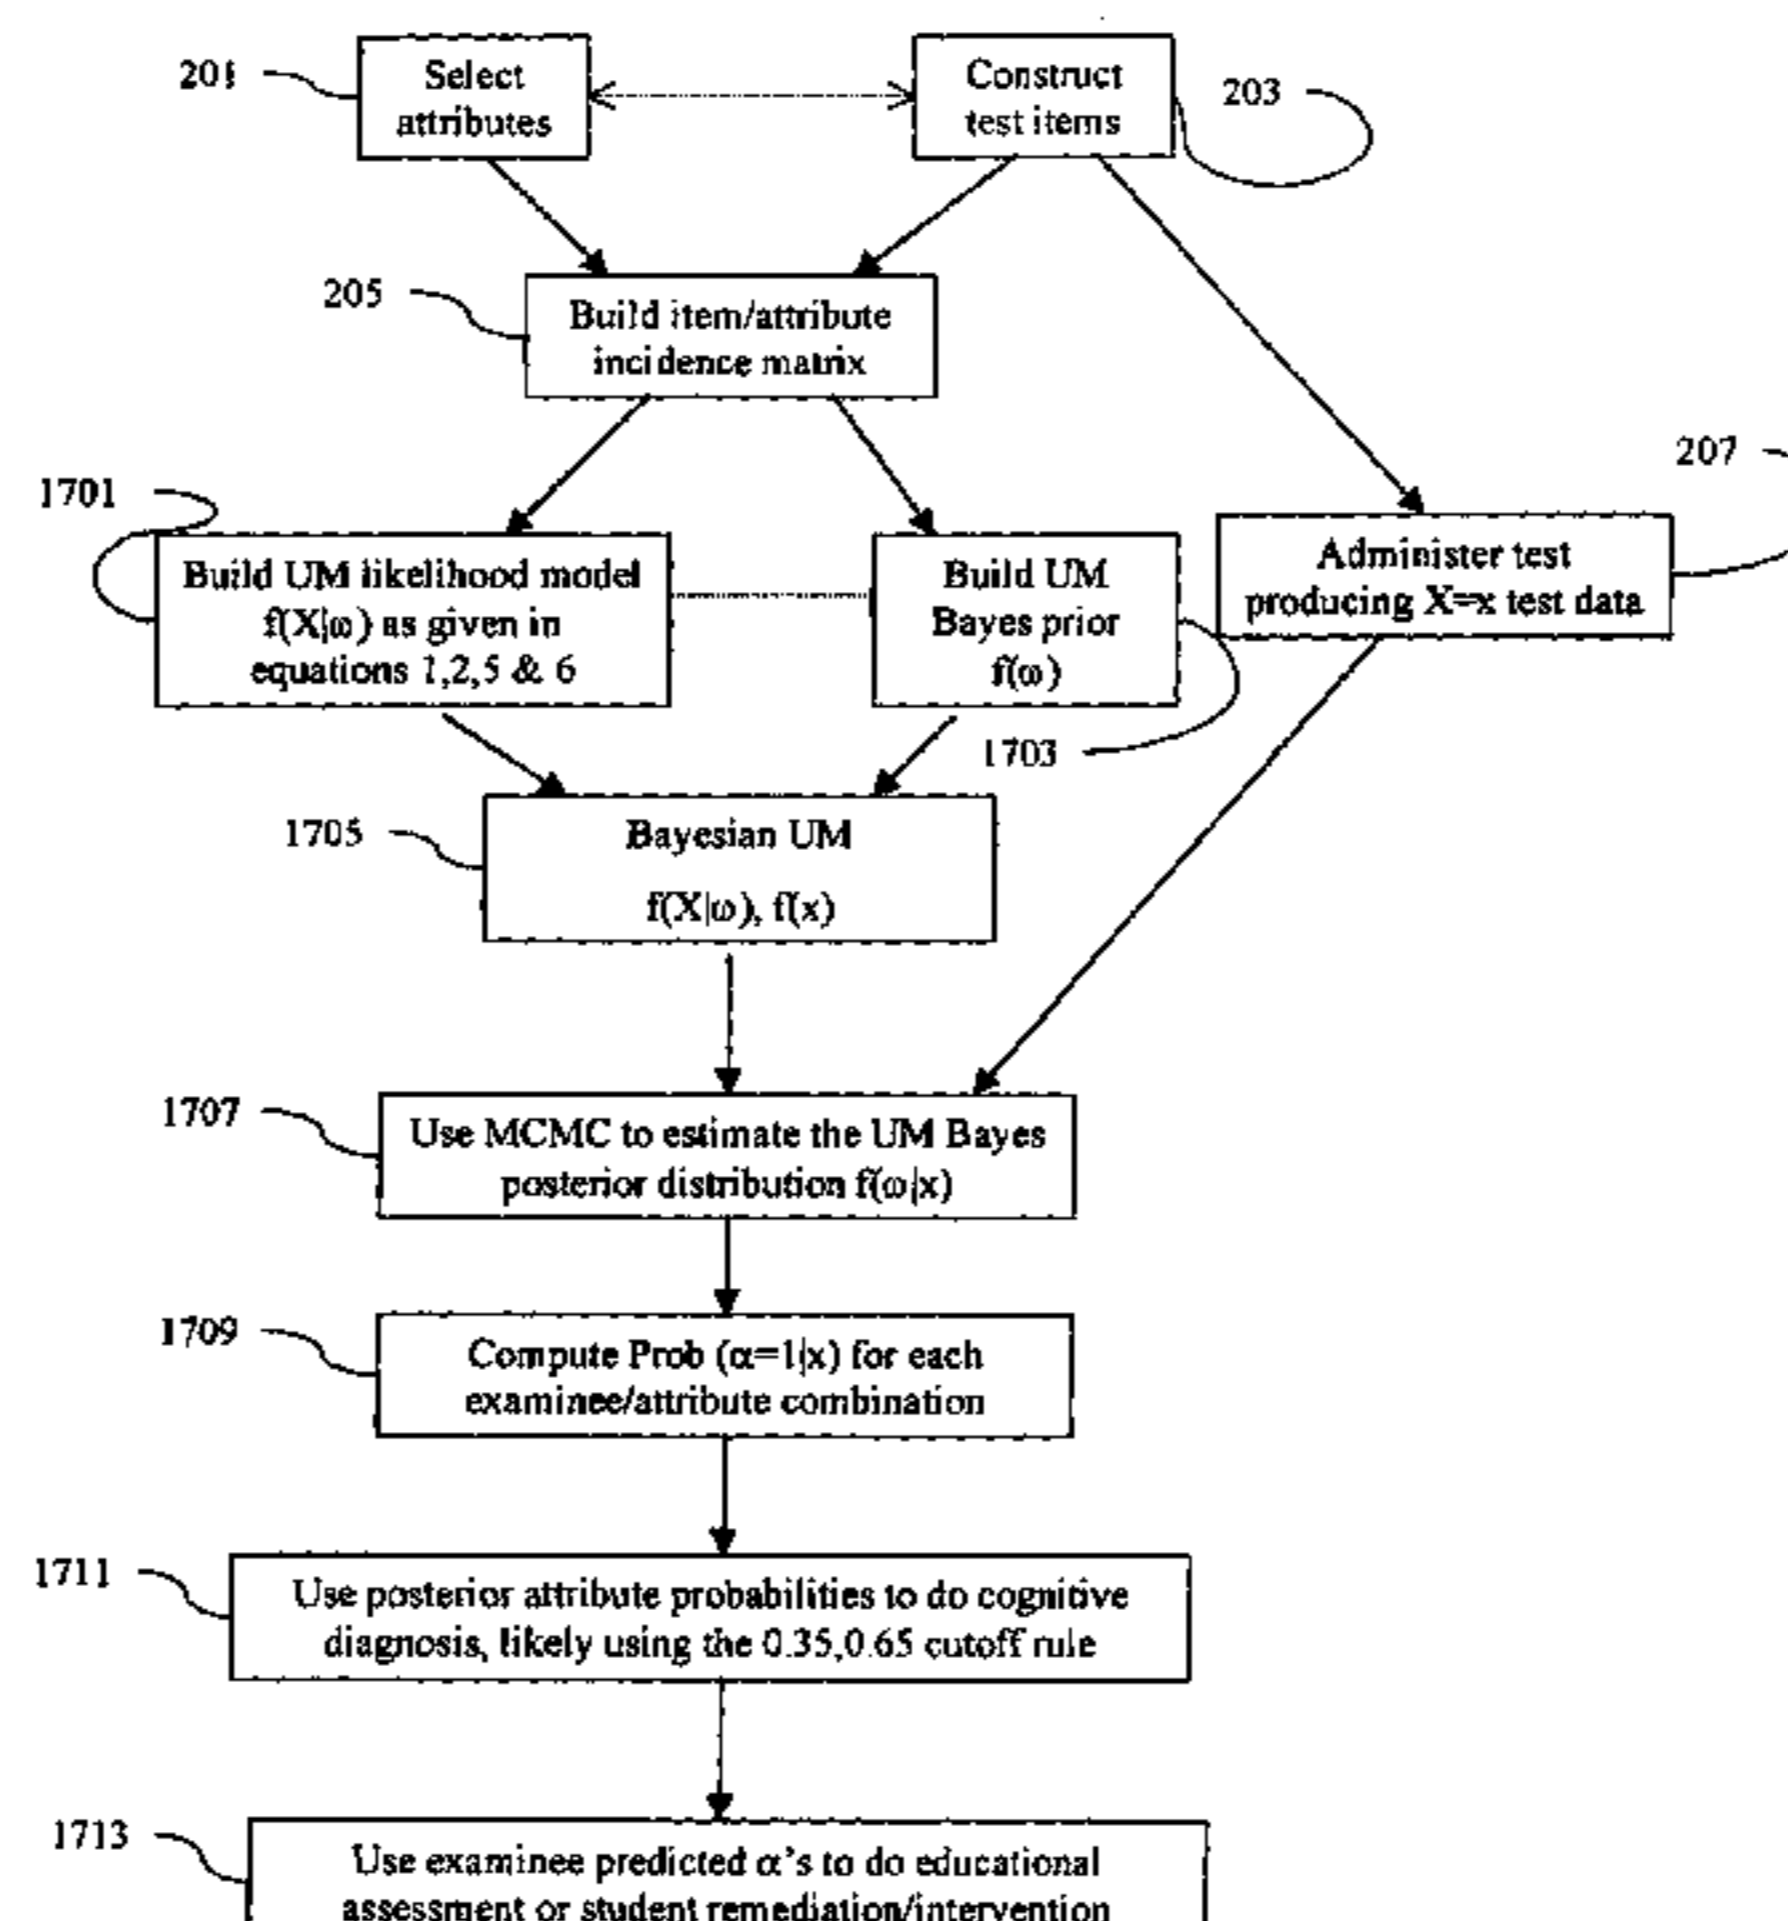 201
Select
attributes
Construct
test items
203
205
Build item/attribute
incidence matrix
207
1701
Build UM likelihood model
f(X|ω) as given in
equations 1,2,5 & 6
Build UM
Bayes prior
f(ω)
Administer test
producing X=x test data
1703
1705
Bayesian UM
f(X|ω), f(x)
1707
Use MCMC to estimate the UM Bayes
posterior distribution f(ω|x)
1709
Compute Prob (α=1|x) for each
examinee/attribute combination
1711
Use posterior attribute probabilities to do cognitive
diagnosis, likely using the 0.35,0.65 cutoff rule
1713
Use examinee predicted α's to do educational
assessment or student remediation/intervention